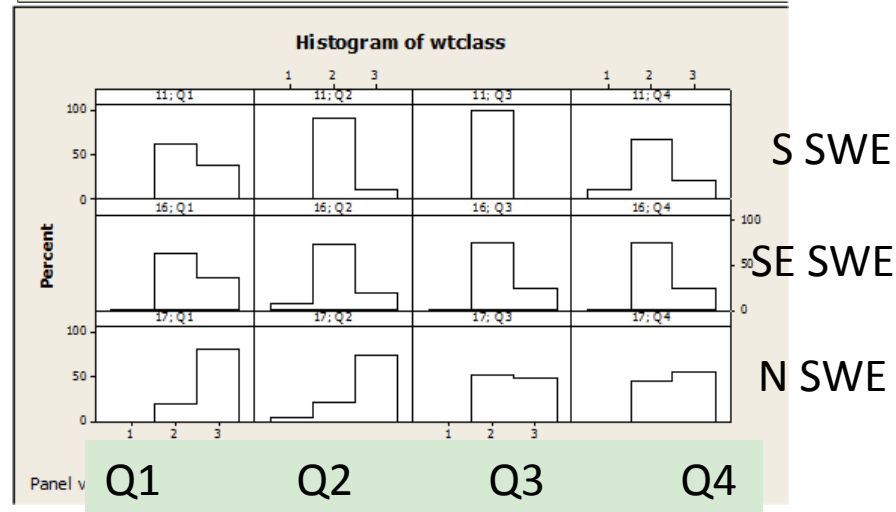 Histogram of wtclass
1 2 3 1 2 3
11; Q1 11; Q2 11; Q3 11; Q4
100
50
0
S SWE
16; Q1 16; Q2 16; Q3 16; Q4
100
50
0
SE SWE
Percent
17; Q1 17; Q2 17; Q3 17; Q4
100
50
0
N SWE
1 2 3 1 2 3
Panel v
Q1 Q2 Q3 Q4